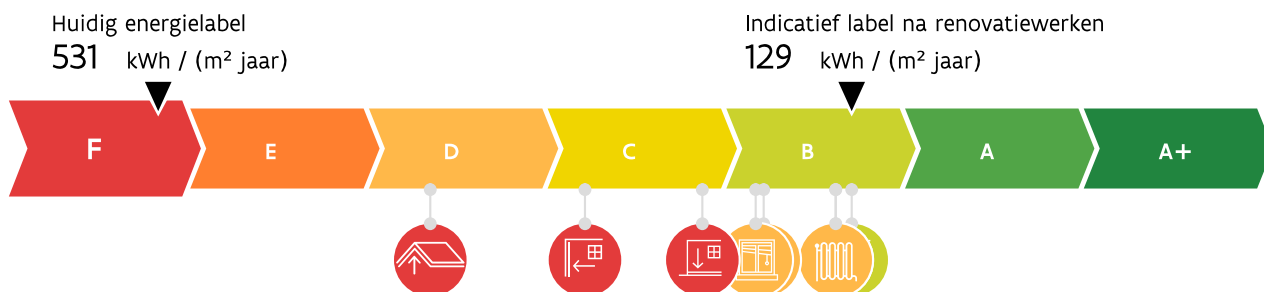 Huidig energielabel
531 kWh / (m² jaar)
Indicatief label na renovatiewerken
129 kWh / (m² jaar)
F E D C B A A+